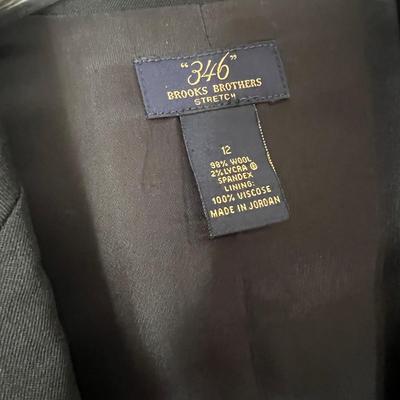 "346"
BROOKS BROTHERS
STRETCH
12
98% WOOL
2% LYCRA ®
SPANDEX
LINING:
100% VISCOSE
MADE IN JORDAN